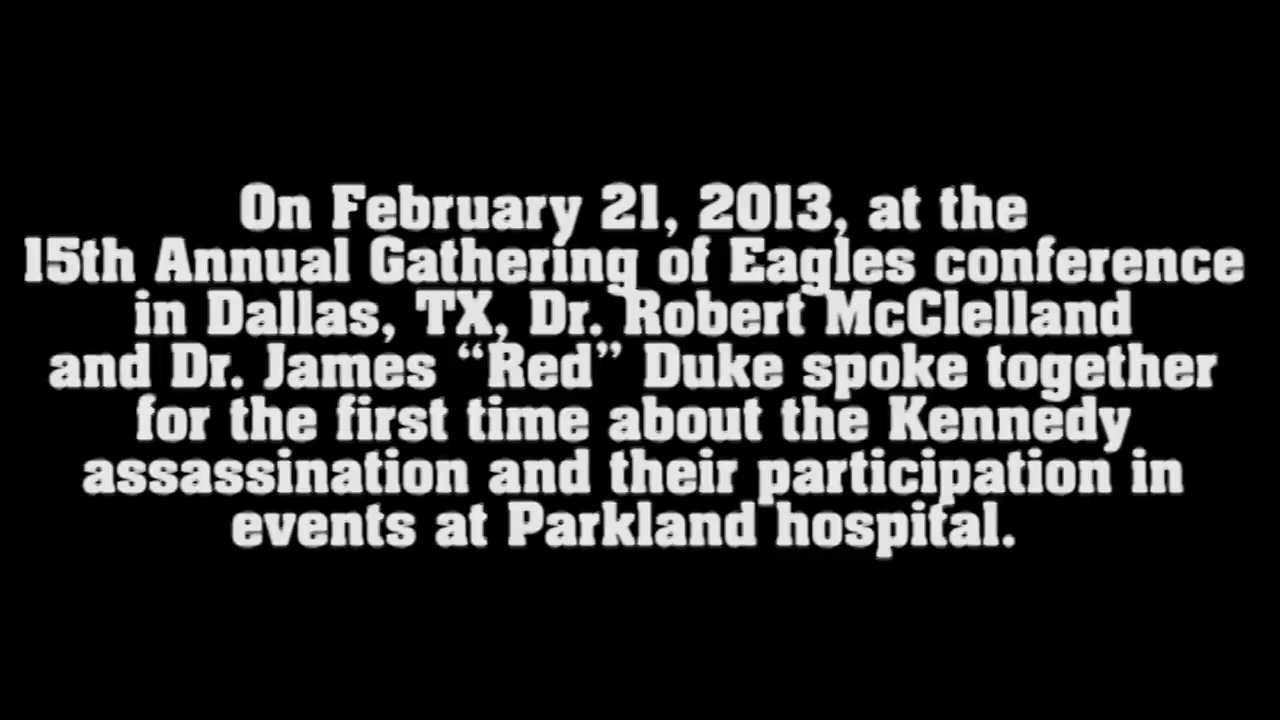 On February 21, 2013, at the
15th Annual Gathering of Eagles conference
in Dallas, TX, Dr. Robert McClelland
and Dr. James “Red” Duke spoke together
for the first time about the Kennedy
assassination and their participation in
events at Parkland hospital.